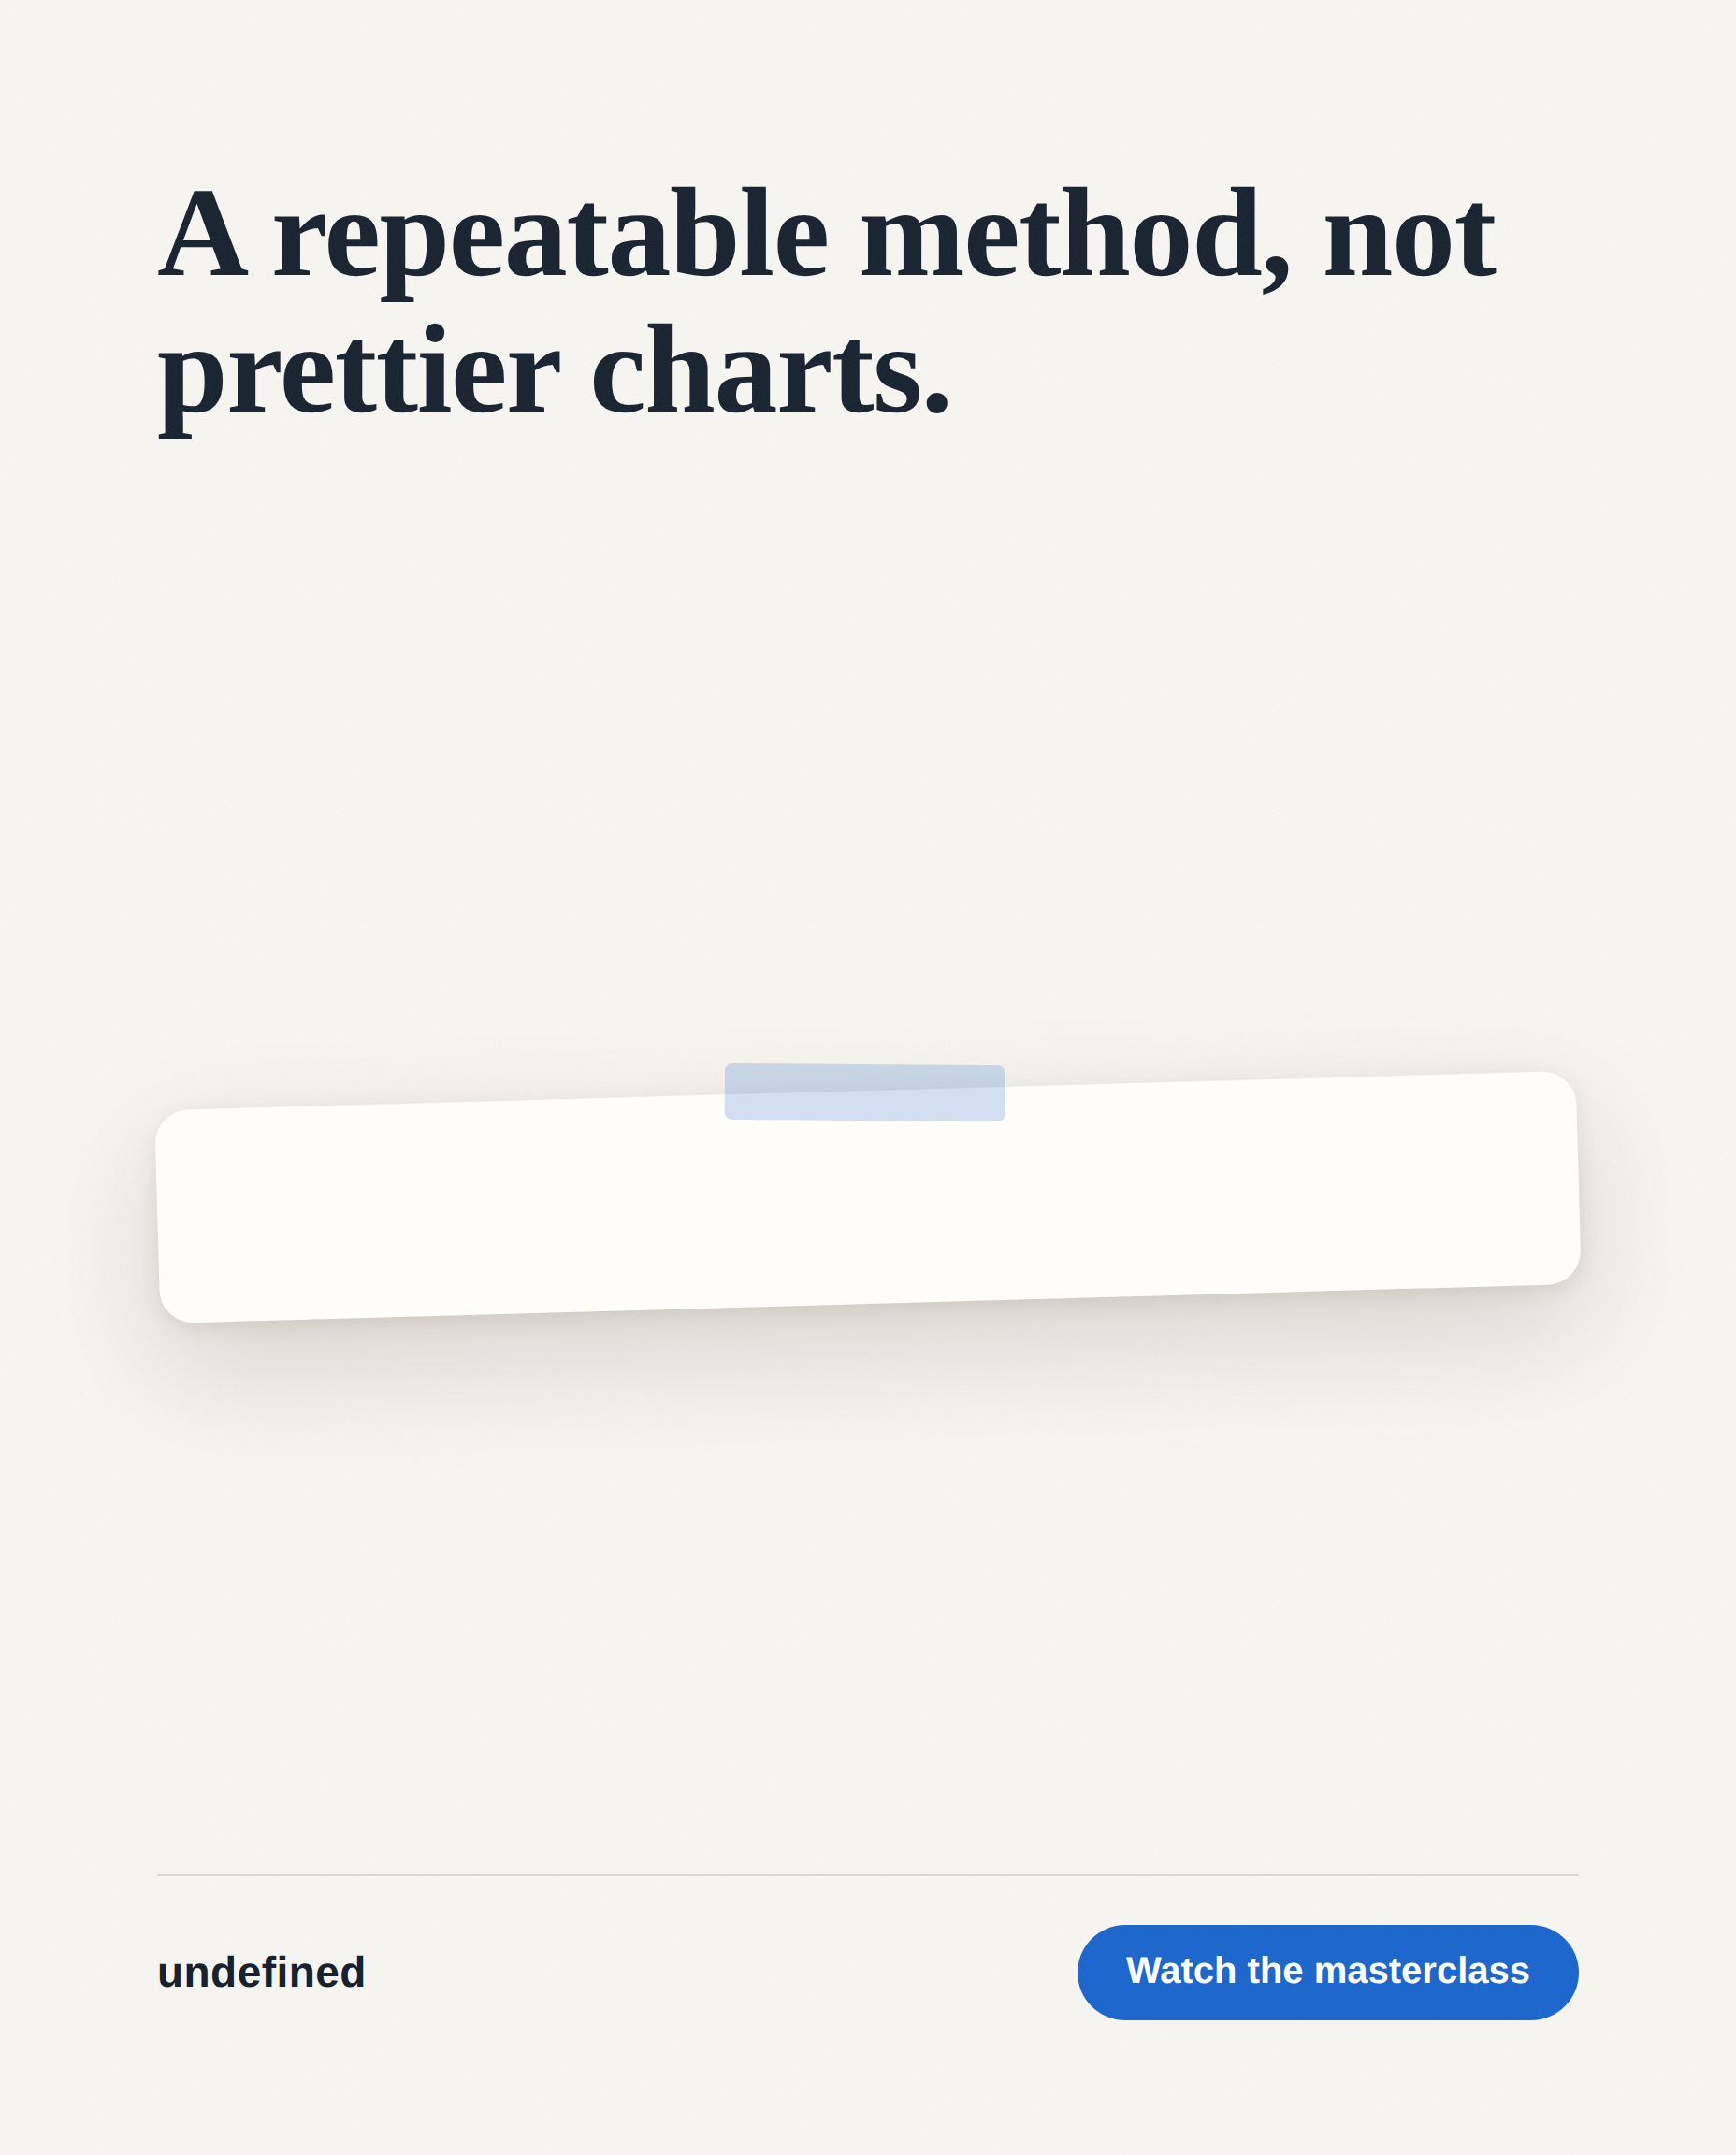 A repeatable method, not
prettier charts.
undefined
Watch the masterclass